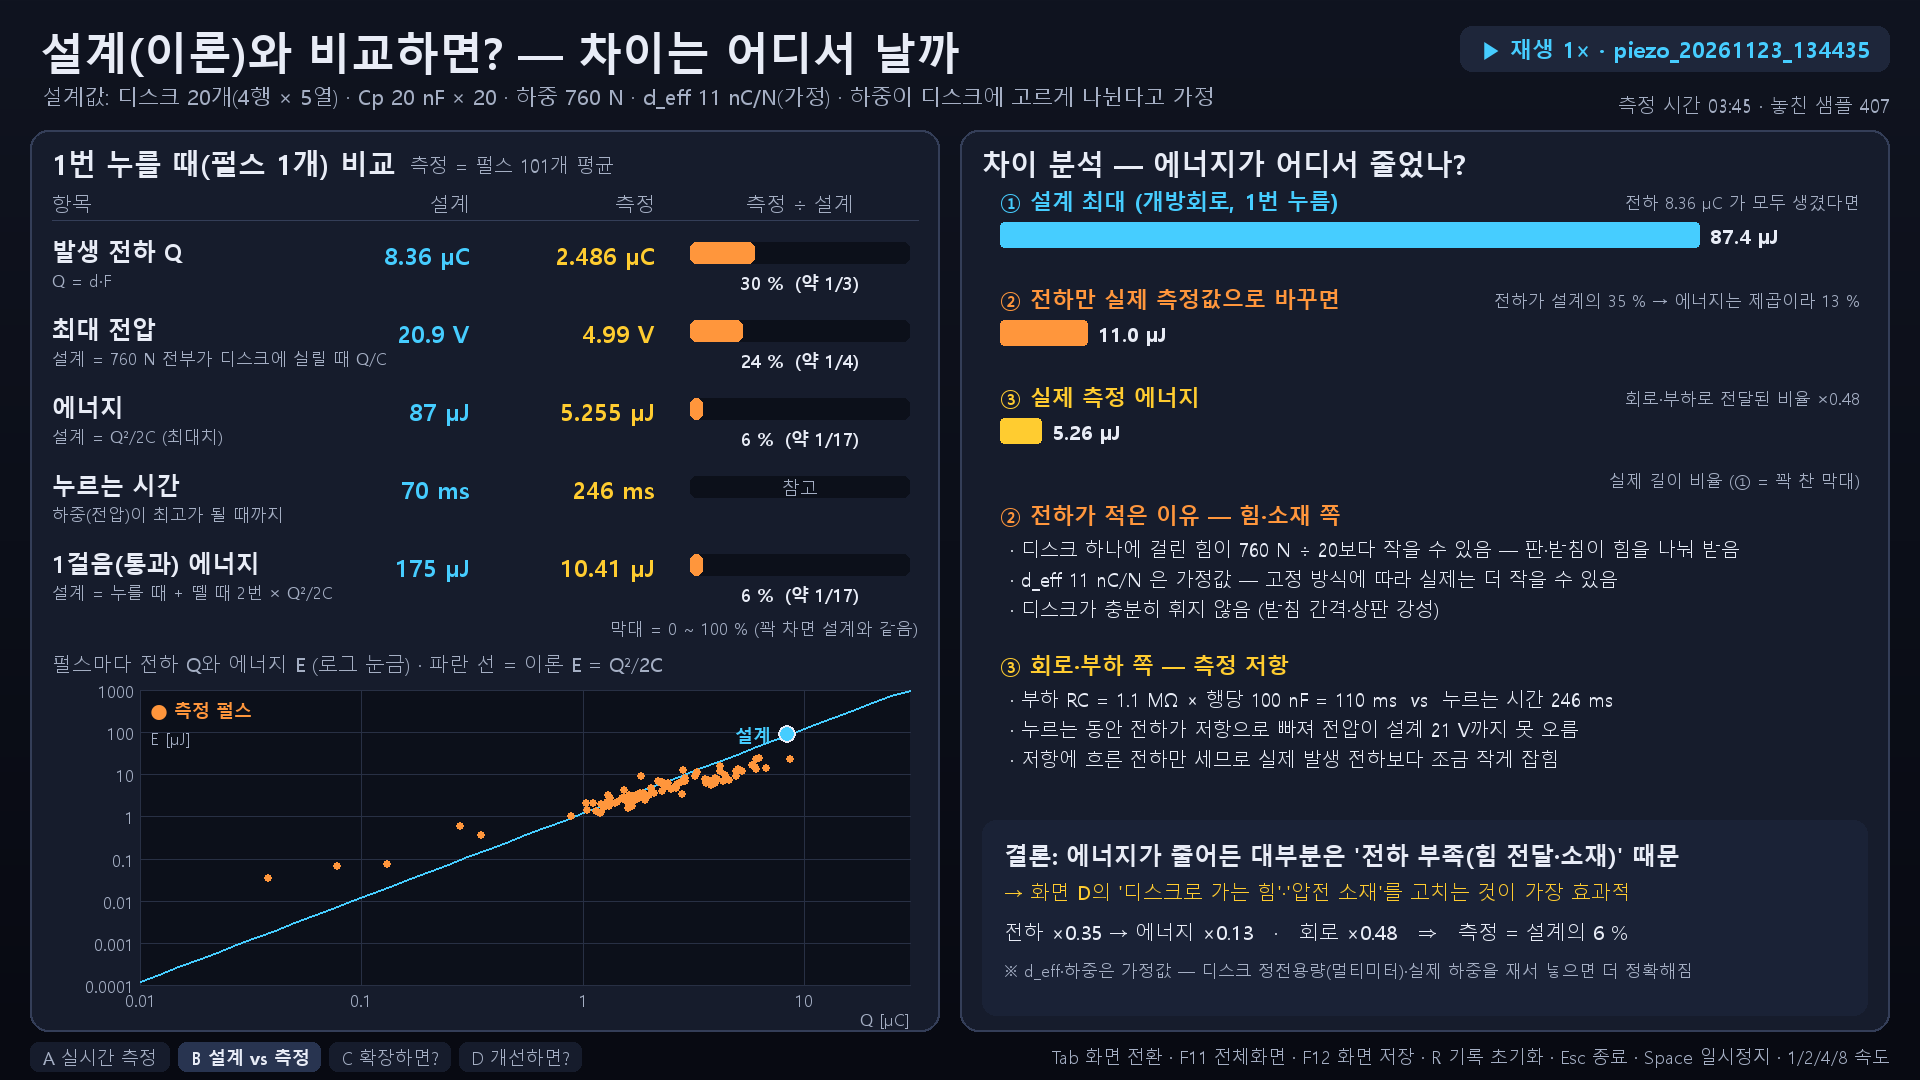 설계(이론)와 비교하면? — 차이는 어디서 날까
▶ 재생 1× · piezo_20261123_134435
설계값: 디스크 20개(4행 × 5열) · Cp 20 nF × 20 · 하중 760 N · d_eff 11 nC/N(가정) · 하중이 디스크에 고르게 나뉜다고 가정
측정 시간 03:45 · 놓친 샘플 407
1번 누를 때(펄스 1개) 비교 측정 = 펄스 101개 평균
항목 설계 측정 측정 ÷ 설계
발생 전하 Q 8.36 µC 2.486 µC
Q = d·F 30 % (약 1/3)
최대 전압 20.9 V 4.99 V
설계 = 760 N 전부가 디스크에 실릴 때 Q/C 24 % (약 1/4)
에너지 87 µJ 5.255 µJ
설계 = Q²/2C (최대치) 6 % (약 1/17)
누르는 시간 70 ms 246 ms 참고
하중(전압)이 최고가 될 때까지
1걸음(통과) 에너지 175 µJ 10.41 µJ
설계 = 누를 때 + 뗄 때 2번 × Q²/2C 6 % (약 1/17)
막대 = 0 ~ 100 % (꽉 차면 설계와 같음)
펄스마다 전하 Q와 에너지 E (로그 눈금) · 파란 선 = 이론 E = Q²/2C
1000
측정 펄스
100
E [µJ]
설계
10
1
0.1
0.01
0.001
0.0001
0.01 0.1 1 10
Q [µC]
차이 분석 — 에너지가 어디서 줄었나?
① 설계 최대 (개방회로, 1번 누름) 전하 8.36 µC 가 모두 생겼다면
87.4 µJ
② 전하만 실제 측정값으로 바꾸면 전하가 설계의 35 % → 에너지는 제곱이라 13 %
11.0 µJ
③ 실제 측정 에너지 회로·부하로 전달된 비율 ×0.48
5.26 µJ
실제 길이 비율 (① = 꽉 찬 막대)
② 전하가 적은 이유 — 힘·소재 쪽
· 디스크 하나에 걸린 힘이 760 N ÷ 20보다 작을 수 있음 — 판·받침이 힘을 나눠 받음
· d_eff 11 nC/N 은 가정값 — 고정 방식에 따라 실제는 더 작을 수 있음
· 디스크가 충분히 휘지 않음 (받침 간격·상판 강성)
③ 회로·부하 쪽 — 측정 저항
· 부하 RC = 1.1 MΩ × 행당 100 nF = 110 ms vs 누르는 시간 246 ms
· 누르는 동안 전하가 저항으로 빠져 전압이 설계 21 V까지 못 오름
· 저항에 흐른 전하만 세므로 실제 발생 전하보다 조금 작게 잡힘
결론: 에너지가 줄어든 대부분은 '전하 부족(힘 전달·소재)' 때문
→ 화면 D의 '디스크로 가는 힘'·'압전 소재'를 고치는 것이 가장 효과적
전하 ×0.35 → 에너지 ×0.13 · 회로 ×0.48 ⇒ 측정 = 설계의 6 %
※ d_eff·하중은 가정값 — 디스크 정전용량(멀티미터)·실제 하중을 재서 넣으면 더 정확해짐
A 실시간 측정 B 설계 vs 측정 C 확장하면? D 개선하면?
Tab 화면 전환 · F11 전체화면 · F12 화면 저장 · R 기록 초기화 · Esc 종료 · Space 일시정지 · 1/2/4/8 속도